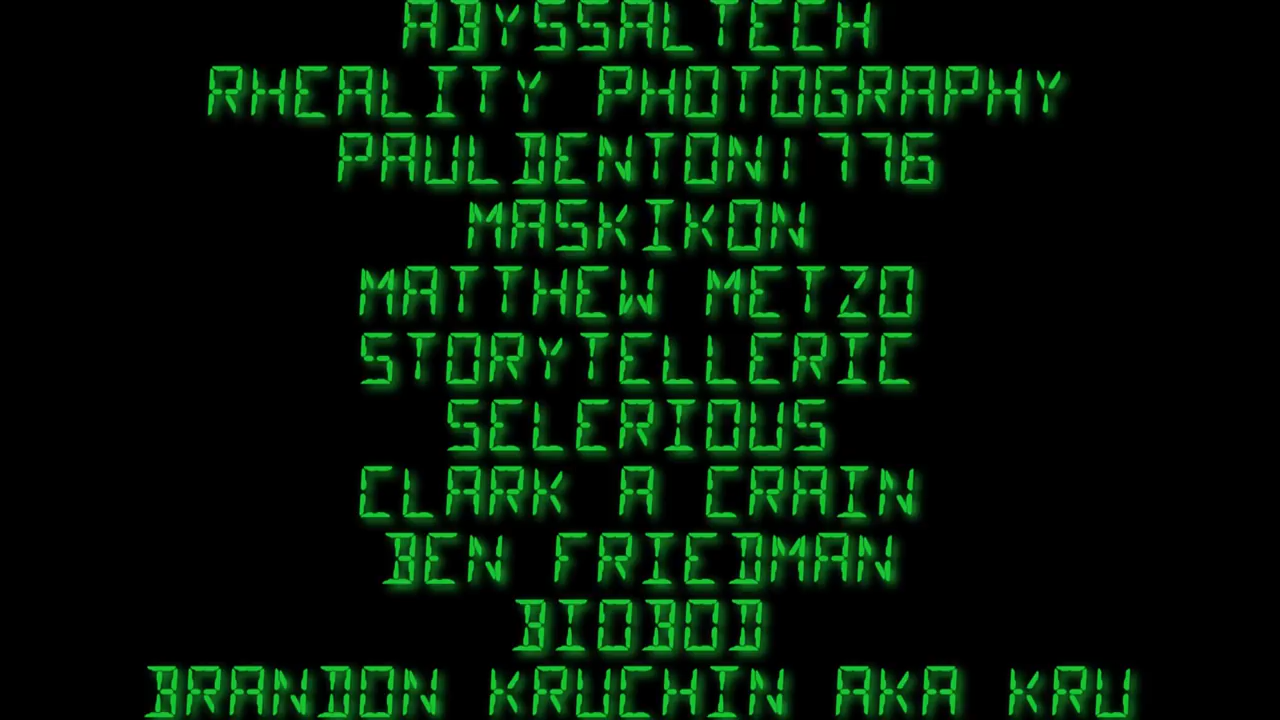 ABYSSALTECH
RHEALITY PHOTOGRAPHY
PAULDENTON1776
MASKIKON
MATTHEW METZO
STORYTELLERIC
SELERIOUS
CLARK A CRAIN
BEN FRIEDMAN
BIOBOD
BRANDON KRUCHIN AKA KRU